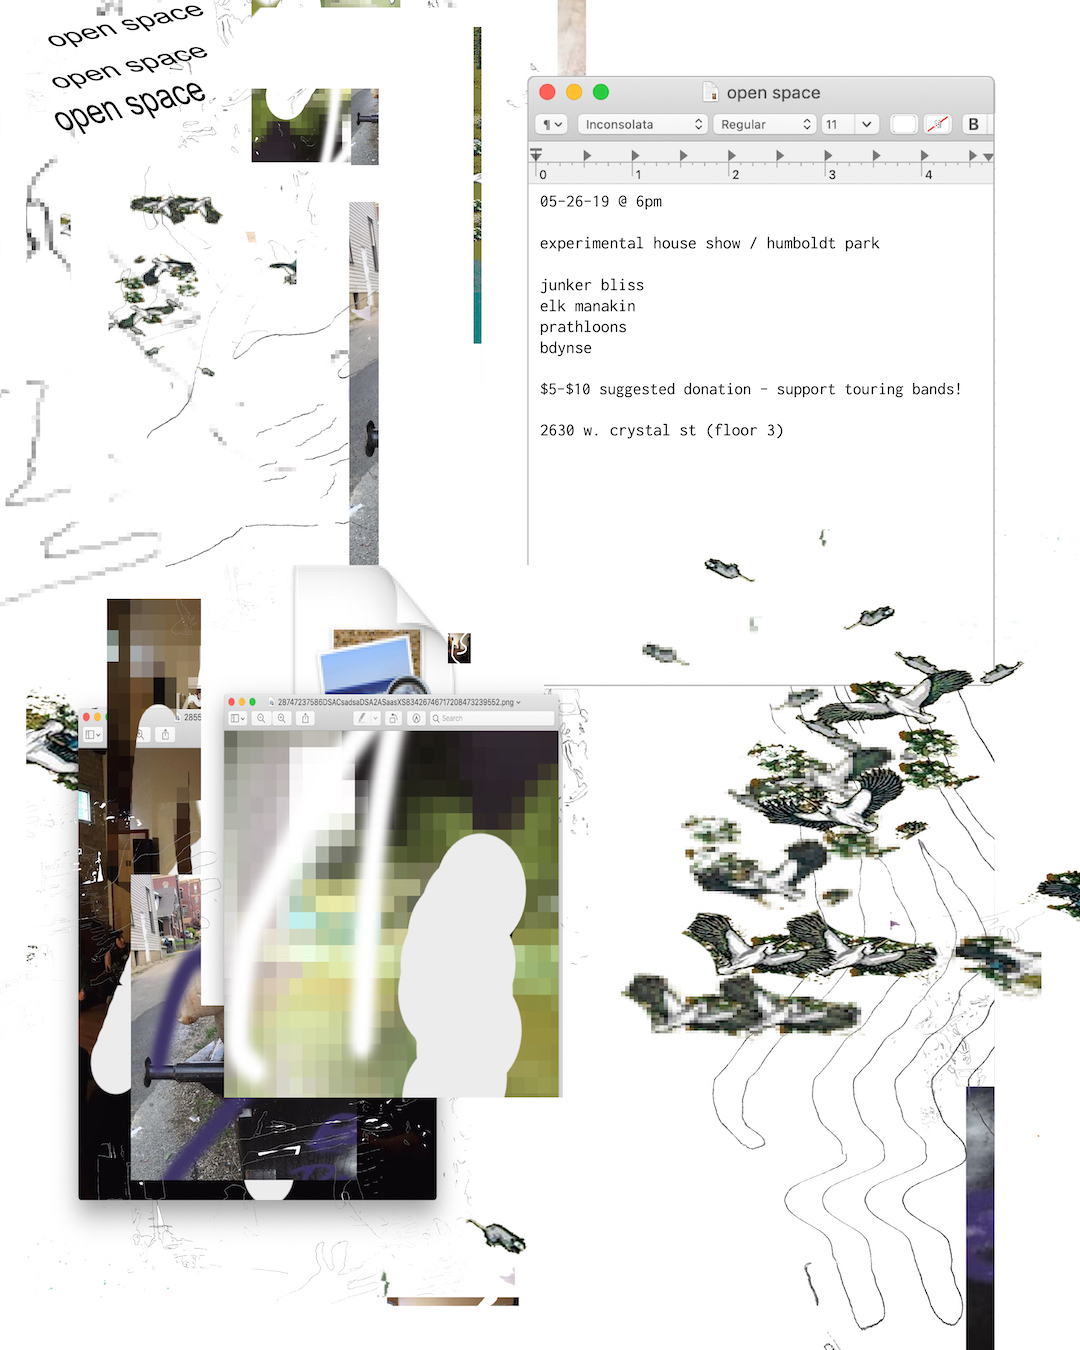 open space
open space
open space
open space
¶ Inconsolata Regular 11 B
0 1 2 3 4
05-26-19 @ 6pm
experimental house show / humboldt park
junker bliss
elk manakin
prathloons
bdynse
$5-$10 suggested donation - support touring bands!
2630 w. crystal st (floor 3)
2855
Search